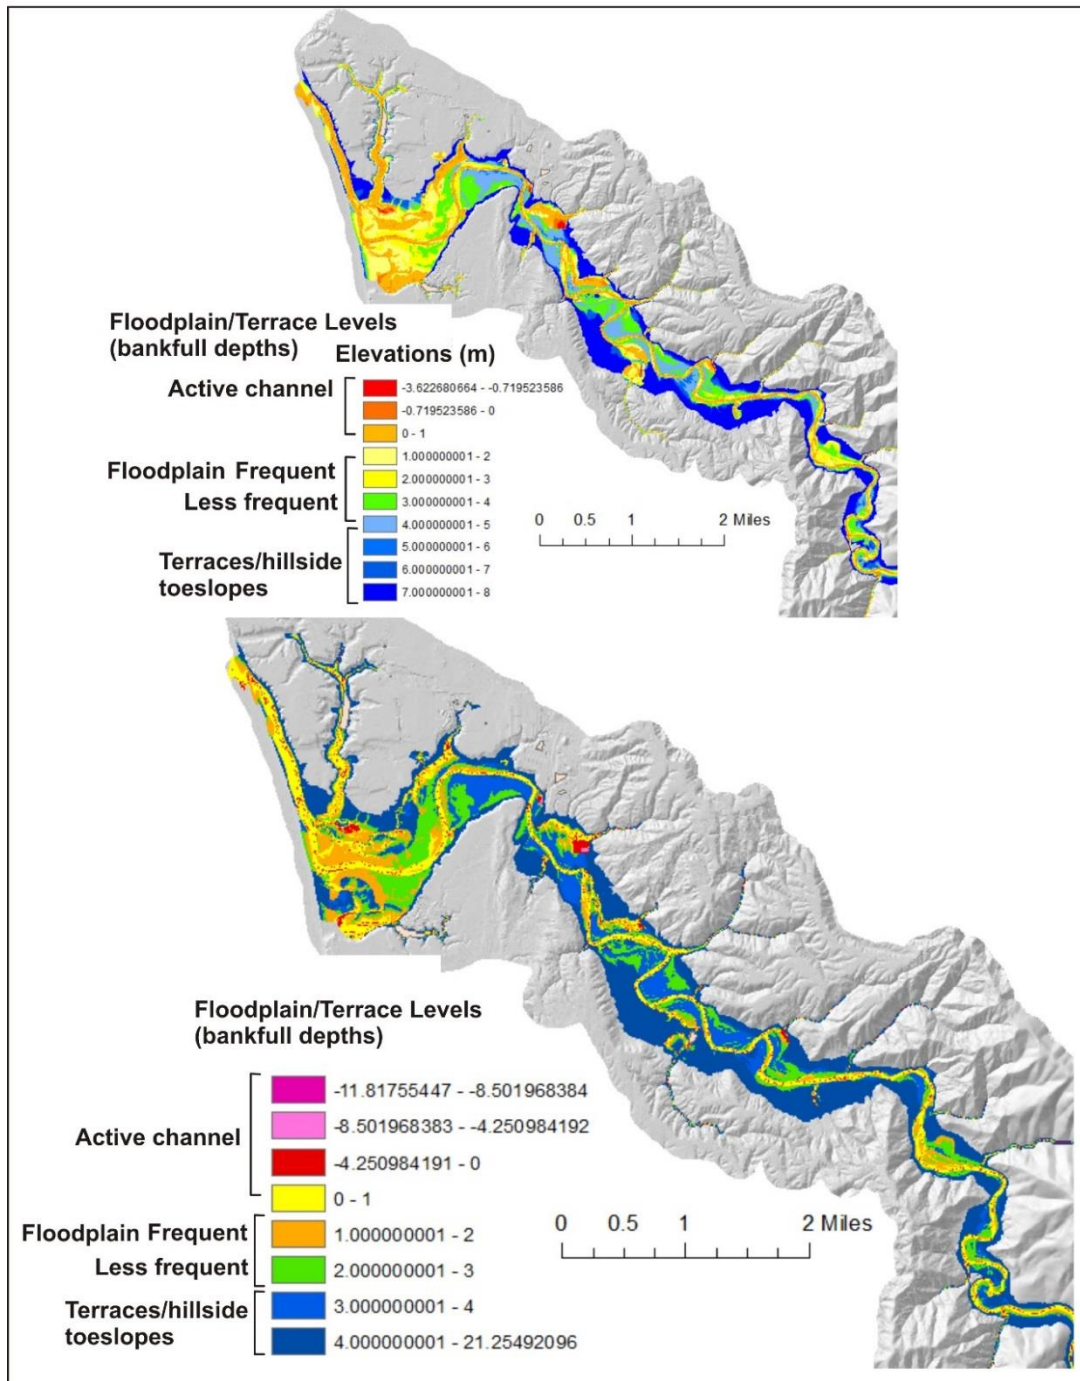 Floodplain/Terrace Levels
(bankfull depths) Elevations (m)
Active channel
-3.622680664 - -0.719523586
-0.719523586 - 0
0 - 1
Floodplain Frequent
1.000000001 - 2
2.000000001 - 3
Less frequent
3.000000001 - 4
4.000000001 - 5
Terraces/hillside
toeslopes
5.000000001 - 6
6.000000001 - 7
7.000000001 - 8
0 0.5 1 2 Miles
Floodplain/Terrace Levels
(bankfull depths)
Active channel
-11.81755447 - -8.501968384
-8.501968383 - -4.250984192
-4.250984191 - 0
0 - 1
Floodplain Frequent
1.000000001 - 2
Less frequent
2.000000001 - 3
Terraces/hillside
toeslopes
3.000000001 - 4
4.000000001 - 21.25492096
0 0.5 1 2 Miles